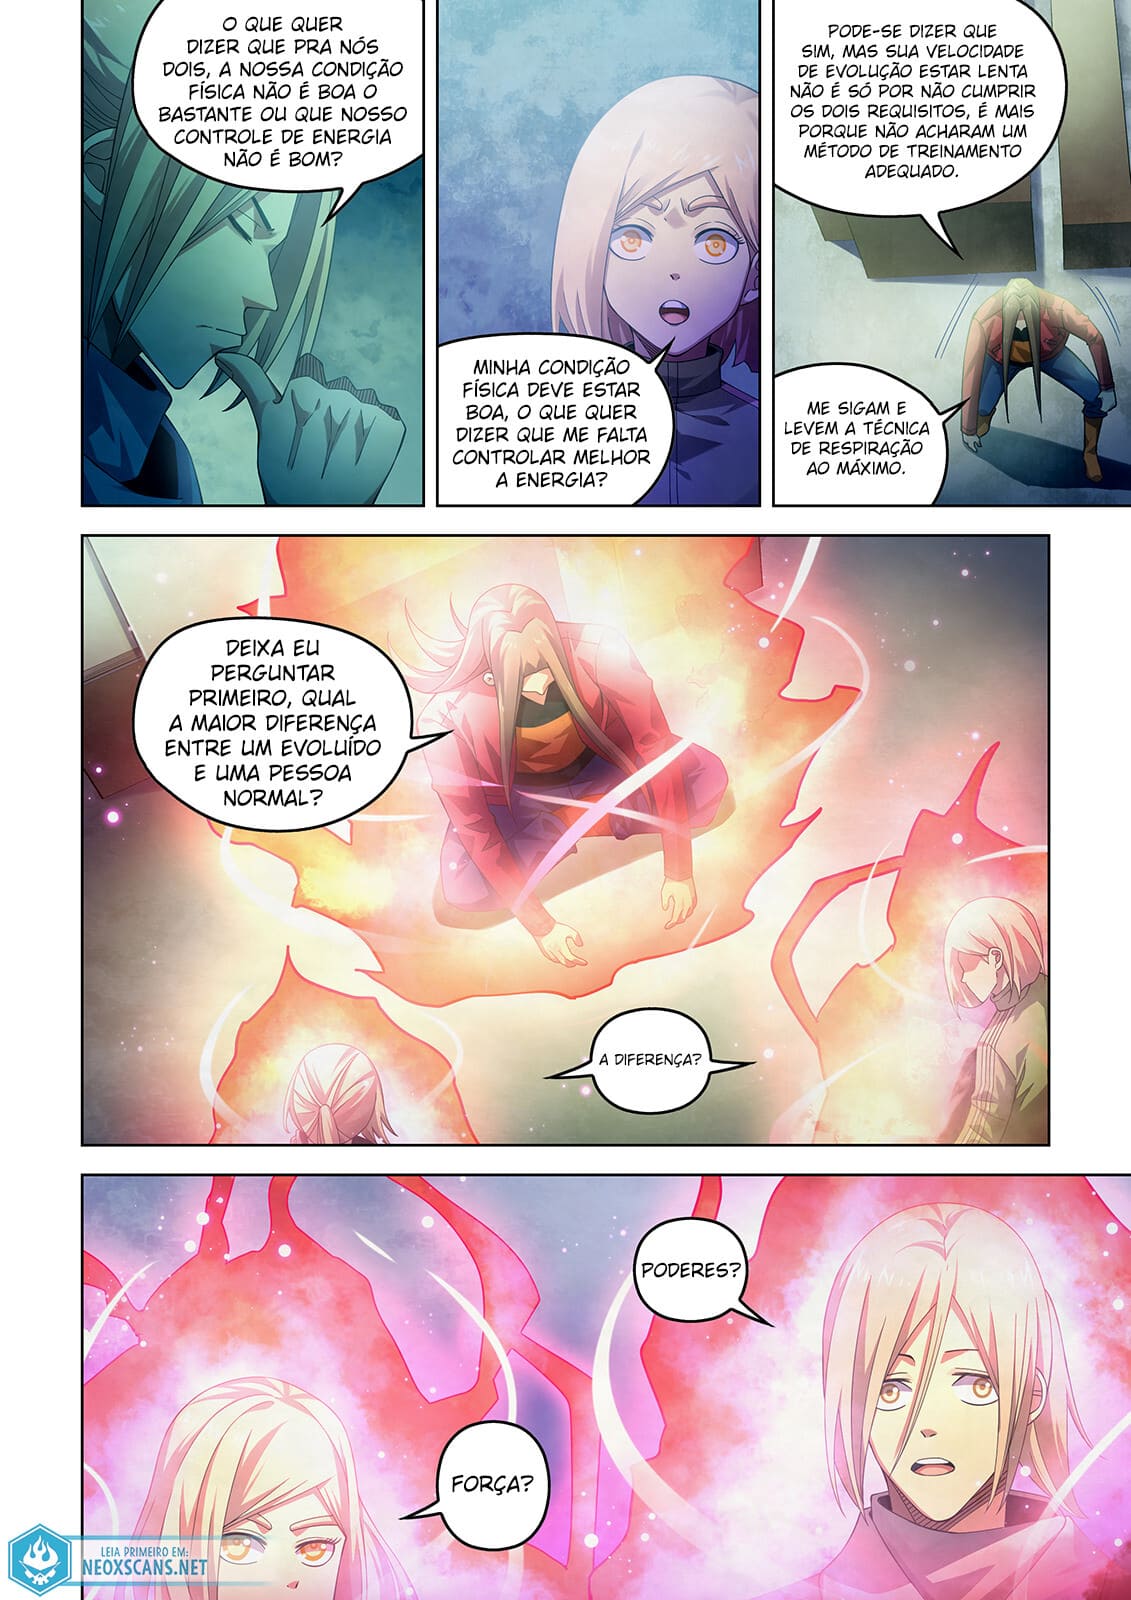 O QUE QUER
DIZER QUE PRA NÓS
DOIS, A NOSSA CONDIÇÃO
FÍSICA NÃO É BOA O
BASTANTE OU QUE NOSSO
CONTROLE DE ENERGIA
NÃO É BOM?
MINHA CONDIÇÃO
FÍSICA DEVE ESTAR
BOA, O QUE QUER
DIZER QUE ME FALTA
CONTROLAR MELHOR
A ENERGIA?
PODE-SE DIZER QUE
SIM, MAS SUA VELOCIDADE
DE EVOLUÇÃO ESTAR LENTA
NÃO É SÓ POR NÃO CUMPRIR
OS DOIS REQUISITOS, É MAIS
PORQUE NÃO ACHARAM UM
MÉTODO DE TREINAMENTO
ADEQUADO.
ME SIGAM E
LEVEM A TÉCNICA
DE RESPIRAÇÃO
AO MÁXIMO.
DEIXA EU
PERGUNTAR
PRIMEIRO, QUAL
A MAIOR DIFERENÇA
ENTRE UM EVOLUÍDO
E UMA PESSOA
NORMAL?
A DIFERENÇA?
PODERES?
FORÇA?
LEIA PRIMEIRO EM:
NEOXSCANS.NET